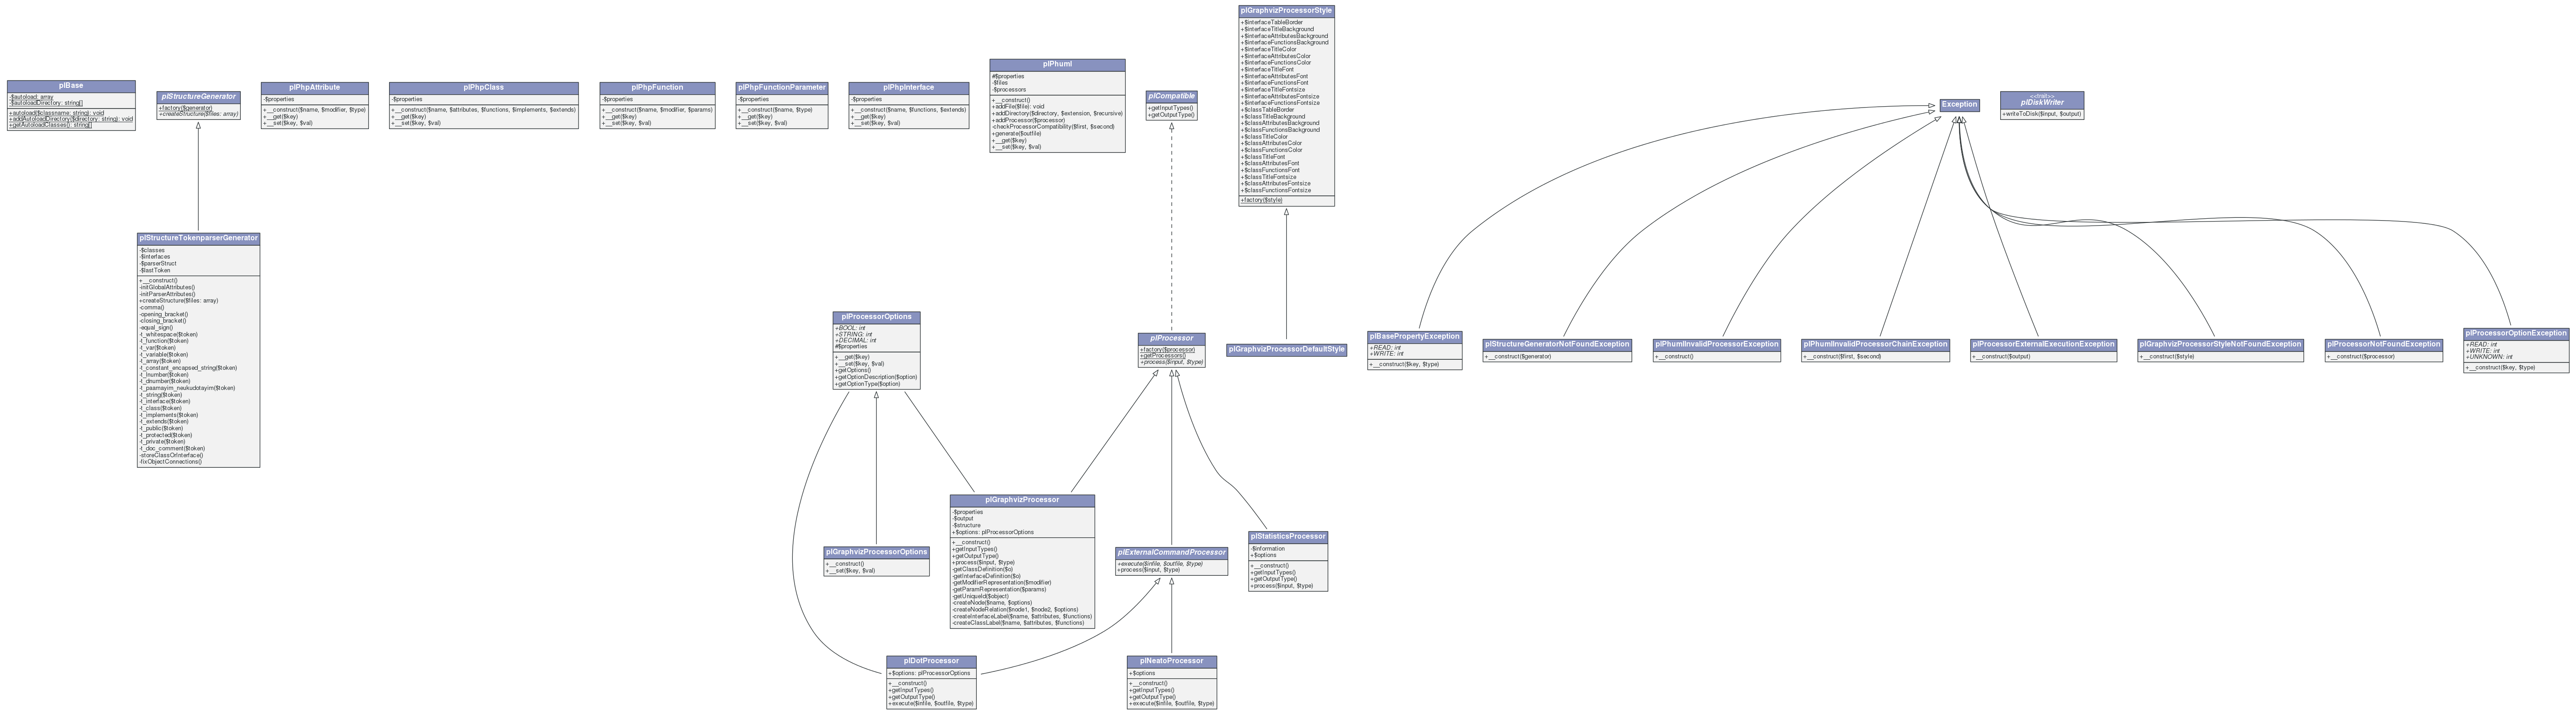 plBase
-$autoload_array
-$autoloadDirectory: string[]
+autoload($classname: string): void
+addAutoloadDirectory($directory: string): void
+getAutoloadClasses(): string[]
plStructureGenerator
+factory($generator)
+createStructure($files: array)
plPhpAttribute
-$properties
+__construct($name, $modifier, $type)
+__get($key)
+__set($key, $val)
plPhpClass
-$properties
+__construct($name, $attributes, $functions, $implements, $extends)
+__get($key)
+__set($key, $val)
plPhpFunction
-$properties
+__construct($name, $modifier, $params)
+__get($key)
+__set($key, $val)
plPhpFunctionParameter
-$properties
+__construct($name, $type)
+__get($key)
+__set($key, $val)
plPhpInterface
-$properties
+__construct($name, $functions, $extends)
+__get($key)
+__set($key, $val)
plPhuml
#$properties
-$files
-$processors
+__construct()
+addFile($file): void
+addDirectory($directory, $extension, $recursive)
+addProcessor($processor)
-checkProcessorCompatibility($first, $second)
+generate($outfile)
+__get($key)
+__set($key, $val)
plCompatible
+getInputTypes()
+getOutputType()
plGraphvizProcessorStyle
+$interfaceTableBorder
+$interfaceTitleBackground
+$interfaceAttributesBackground
+$interfaceFunctionsBackground
+$interfaceTitleColor
+$interfaceAttributesColor
+$interfaceFunctionsColor
+$interfaceTitleFont
+$interfaceAttributesFont
+$interfaceFunctionsFont
+$interfaceTitleFontsize
+$interfaceAttributesFontsize
+$interfaceFunctionsFontsize
+$classTableBorder
+$classTitleBackground
+$classAttributesBackground
+$classFunctionsBackground
+$classTitleColor
+$classAttributesColor
+$classFunctionsColor
+$classTitleFont
+$classAttributesFont
+$classFunctionsFont
+$classTitleFontsize
+$classAttributesFontsize
+$classFunctionsFontsize
+factory($style)
Exception
<<trait>>
plDiskWriter
+writeToDisk($input, $output)
plStructureTokenparserGenerator
-$classes
-$interfaces
-$parserStruct
-$lastToken
+__construct()
-initGlobalAttributes()
-initParserAttributes()
+createStructure($files: array)
-comma()
-opening_bracket()
-closing_bracket()
-equal_sign()
-t_whitespace($token)
-t_function($token)
-t_var($token)
-t_variable($token)
-t_array($token)
-t_constant_encapsed_string($token)
-t_lnumber($token)
-t_dnumber($token)
-t_paamayim_neukudotayim($token)
-t_string($token)
-t_interface($token)
-t_class($token)
-t_implements($token)
-t_extends($token)
-t_public($token)
-t_protected($token)
-t_private($token)
-t_doc_comment($token)
-storeClassOrInterface()
-fixObjectConnections()
plProcessorOptions
+BOOL: int
+STRING: int
+DECIMAL: int
#$properties
+__get($key)
+__set($key, $val)
+getOptions()
+getOptionDescription($option)
+getOptionType($option)
plProcessor
+factory($processor)
+getProcessors()
+process($input, $type)
plGraphvizProcessorDefaultStyle
plBasePropertyException
+READ: int
+WRITE: int
+__construct($key, $type)
plStructureGeneratorNotFoundException
+__construct($generator)
plPhumlInvalidProcessorException
+__construct()
plPhumlInvalidProcessorChainException
+__construct($first, $second)
plProcessorExternalExecutionException
+__construct($output)
plGraphvizProcessorStyleNotFoundException
+__construct($style)
plProcessorNotFoundException
+__construct($processor)
plProcessorOptionException
+READ: int
+WRITE: int
+UNKNOWN: int
+__construct($key, $type)
plGraphvizProcessorOptions
+__construct()
+__set($key, $val)
plGraphvizProcessor
-$properties
-$output
-$structure
+$options: plProcessorOptions
+__construct()
+getInputTypes()
+getOutputType()
+process($input, $type)
-getClassDefinition($o)
-getInterfaceDefinition($o)
-getModifierRepresentation($modifier)
-getParamRepresentation($params)
-getUniqueId($object)
-createNode($name, $options)
-createNodeRelation($node1, $node2, $options)
-createInterfaceLabel($name, $attributes, $functions)
-createClassLabel($name, $attributes, $functions)
plExternalCommandProcessor
+execute($infile, $outfile, $type)
+process($input, $type)
plStatisticsProcessor
-$information
+$options
+__construct()
+getInputTypes()
+getOutputType()
+process($input, $type)
plDotProcessor
+$options: plProcessorOptions
+__construct()
+getInputTypes()
+getOutputType()
+execute($infile, $outfile, $type)
plNeatoProcessor
+$options
+__construct()
+getInputTypes()
+getOutputType()
+execute($infile, $outfile, $type)